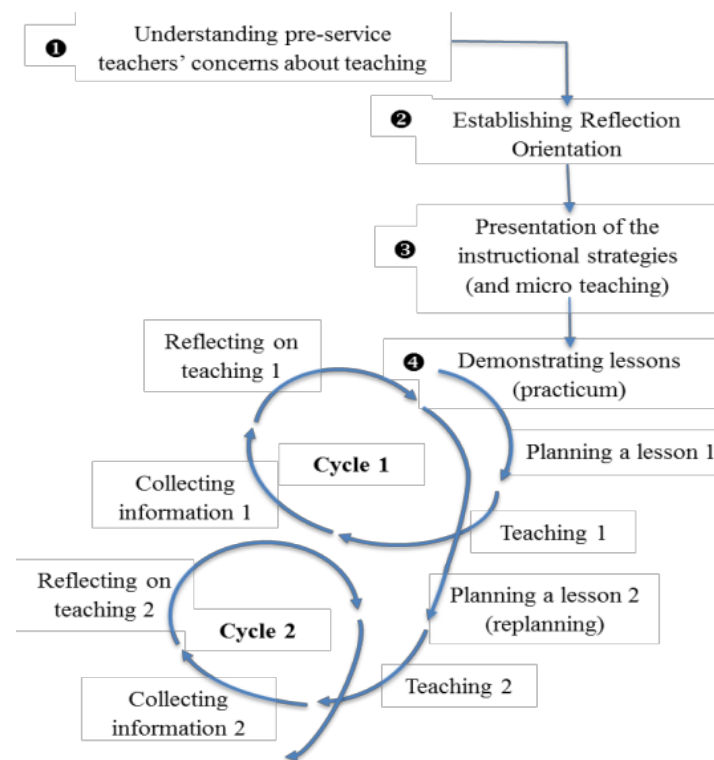 ❶ Understanding pre-service
teachers’ concerns about teaching
❷ Establishing Reflection
Orientation
❸ Presentation of the
instructional strategies
(and micro teaching)
❹ Demonstrating lessons
(practicum)
Planning a lesson 1
Teaching 1
Collecting
information 1
Reflecting on
teaching 1
Cycle 1
Planning a lesson 2
(replanning)
Teaching 2
Collecting
information 2
Reflecting on
teaching 2
Cycle 2